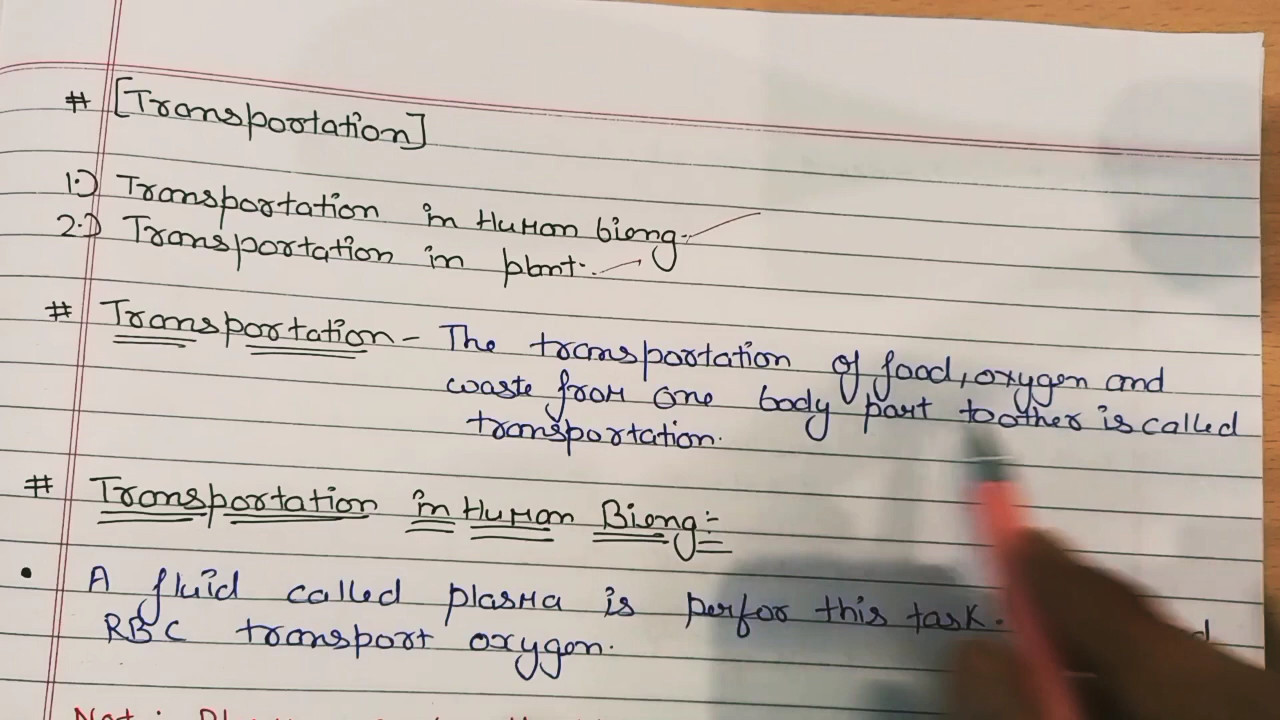 # [Transportation]
1.) Transportation in Human bieng.
2.) Transportation in plant.
# Transportation - The transportation of food, oxygen and
waste from one body part to other is called
transportation.
# Transportation in Human Bieng:-
• A fluid called plasma is perfor this task.
RBC transport oxygen.